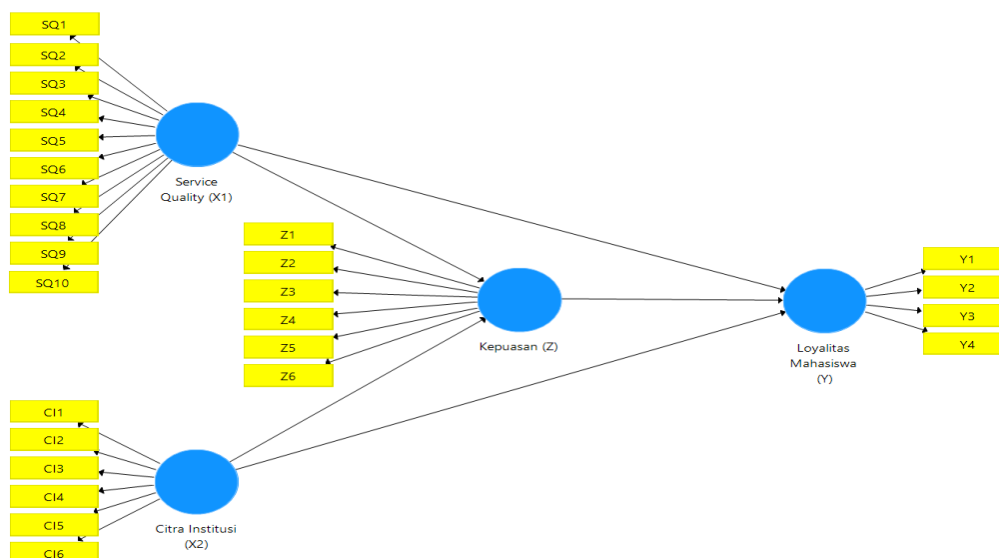 SQ1
SQ2
SQ3
SQ4
SQ5
SQ6
SQ7
SQ8
SQ9
SQ10
Service
Quality (X1)
Z1
Z2
Z3
Z4
Z5
Z6
Kepuasan (Z)
Y1
Y2
Y3
Y4
Loyalitas
Mahasiswa
(Y)
CI1
CI2
CI3
CI4
CI5
CI6
Citra Institusi
(X2)